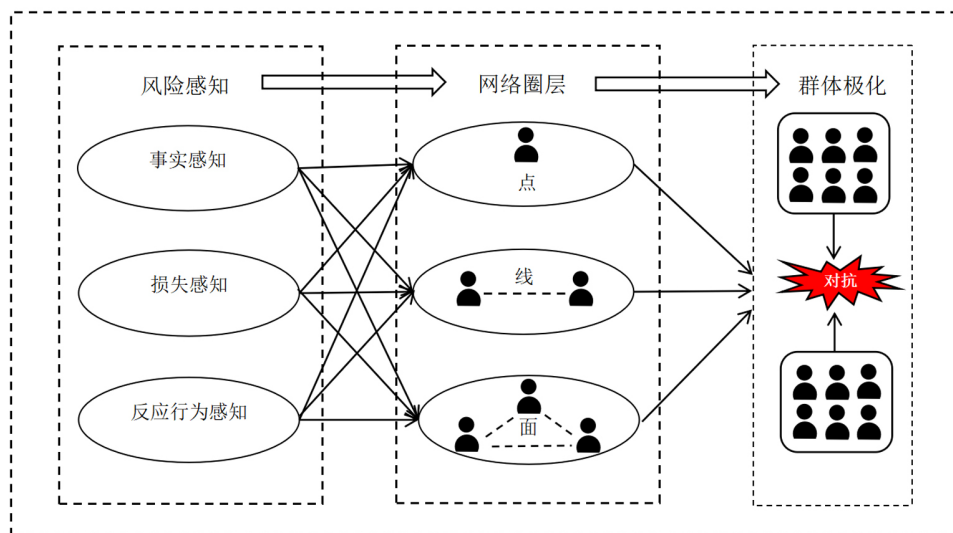 风险感知
网络圈层
群体极化
事实感知
点
损失感知
线
对抗
反应行为感知
面